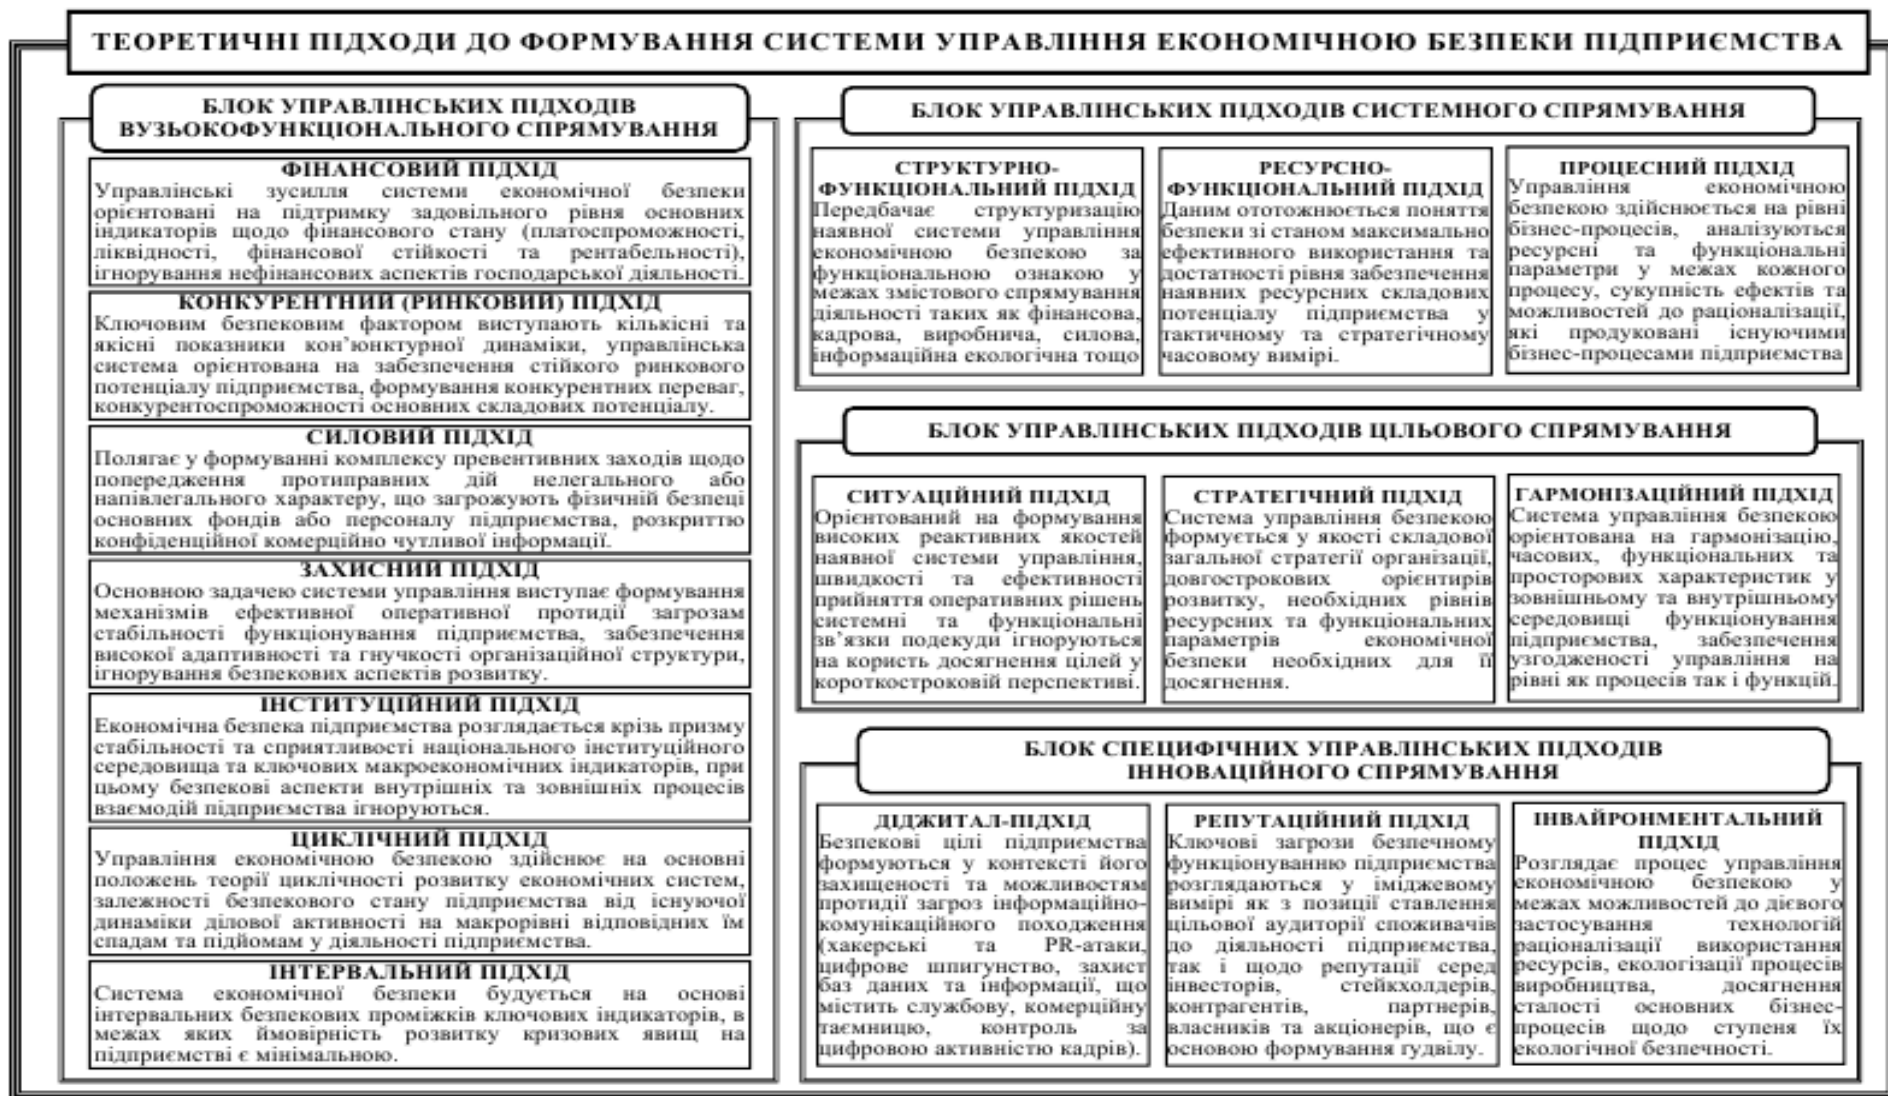 ТЕОРЕТИЧНІ ПІДХОДИ ДО ФОРМУВАННЯ СИСТЕМИ УПРАВЛІННЯ ЕКОНОМІЧНОЮ БЕЗПЕКИ ПІДПРИЄМСТВА
БЛОК УПРАВЛІНСЬКИХ ПІДХОДІВ
ВУЗЬОКОФУНКЦІОНАЛЬНОГО СПРЯМУВАННЯ
ФІНАНСОВИЙ ПІДХІД
Управлінські зусилля системи економічної безпеки
орієнтовані на підтримку задовільного рівня основних
індикаторів щодо фінансового стану (платоспроможності,
ліквідності, фінансової стійкості та рентабельності),
ігнорування нефінансових аспектів господарської діяльності.
КОНКУРЕНТНИЙ (РИНКОВИЙ) ПІДХІД
Ключовим безпековим фактором виступають кількісні та
якісні показники кон’юнктурної динаміки, управлінська
система орієнтована на забезпечення стійкого ринкового
потенціалу підприємства, формування конкурентних переваг,
конкурентоспроможності основних складових потенціалу.
СИЛОВИЙ ПІДХІД
Полягає у формуванні комплексу превентивних заходів щодо
попередження протиправних дій нелегального або
напівлегального характеру, що загрожують фізичній безпеці
основних фондів або персоналу підприємства, розкриттю
конфіденційної комерційно чутливої інформації.
ЗАХИСНИЙ ПІДХІД
Основною задачею системи управління виступає формування
механізмів ефективної оперативної протидії загрозам
стабільності функціонування підприємства, забезпечення
високої адаптивності та гнучкості організаційної структури,
ігнорування безпекових аспектів розвитку.
ІНСТИТУЦІЙНИЙ ПІДХІД
Економічна безпека підприємства розглядається крізь призму
стабільності та сприятливості національного інституційного
середовища та ключових макроекономічних індикаторів, при
цьому безпекові аспекти внутрішніх та зовнішніх процесів
взаємодій підприємства ігноруються.
ЦИКЛІЧНИЙ ПІДХІД
Управління економічною безпекою здійснює на основні
положень теорії циклічності розвитку економічних систем,
залежності безпекового стану підприємства від існуючої
динаміки ділової активності на макрорівні відповідних їм
спадам та підйомам у діяльності підприємства.
ІНТЕРВАЛЬНИЙ ПІДХІД
Система економічної безпеки будується на основі
інтервальних безпекових проміжків ключових індикаторів, в
межах яких ймовірність розвитку кризових явищ на
підприємстві є мінімальною.
БЛОК УПРАВЛІНСЬКИХ ПІДХОДІВ СИСТЕМНОГО СПРЯМУВАННЯ
СТРУКТУРНО-
ФУНКЦІОНАЛЬНИЙ ПІДХІД
Передбачає структуризацію
наявної системи управління
економічною безпекою за
функціональною ознакою у
межах змістового спрямування
діяльності таких як фінансова,
кадрова, виробнича, силова,
інформаційна екологічна тощо
РЕСУРСНО-
ФУНКЦІОНАЛЬНИЙ ПІДХІД
Даним ототожнюється поняття
безпеки зі станом максимально
ефективного використання та
достатності рівня забезпечення
наявних ресурсних складових
потенціалу підприємства у
тактичному та стратегічному
часовому вимірі.
ПРОЦЕСНИЙ ПІДХІД
Управління економічною
безпекою здійснюється на рівні
бізнес-процесів, аналізуються
ресурсні та функціональні
параметри у межах кожного
процесу, сукупність ефектів та
можливостей до раціоналізації,
які продуковані існуючими
бізнес-процесами підприємства
БЛОК УПРАВЛІНСЬКИХ ПІДХОДІВ ЦІЛЬОВОГО СПРЯМУВАННЯ
СИТУАЦІЙНИЙ ПІДХІД
Орієнтований на формування
високих реактивних якостей
наявної системи управління,
швидкості та ефективності
прийняття оперативних рішень
системні та функціональні
зв’язки подекуди ігноруються
на користь досягнення цілей у
короткостроковій перспективі.
СТРАТЕГІЧНИЙ ПІДХІД
Система управління безпекою
формується у якості складової
загальної стратегії організації,
довгострокових орієнтирів
розвитку, необхідних рівнів
ресурсних та функціональних
параметрів економічної
безпеки необхідних для її
досягнення.
ГАРМОНІЗАЦІЙНИЙ ПІДХІД
Система управління безпекою
орієнтована на гармонізацію,
часових, функціональних та
просторових характеристик у
зовнішньому та внутрішньому
середовищі функціонування
підприємства, забезпечення
узгодженості управління на
рівні як процесів так і функцій.
БЛОК СПЕЦИФІЧНИХ УПРАВЛІНСЬКИХ ПІДХОДІВ
ІННОВАЦІЙНОГО СПРЯМУВАННЯ
ДІДЖИТАЛ-ПІДХІД
Безпекові цілі підприємства
формуються у контексті його
захищеності та можливостям
протидії загроз інформаційно-
комунікаційного походження
(хакерські та PR-атаки,
цифрове шпигунство, захист
баз даних та інформації, що
містить службову, комерційну
таємницю, контроль за
цифровою активністю кадрів).
РЕПУТАЦІЙНИЙ ПІДХІД
Ключові загрози безпечному
функціонуванню підприємства
розглядаються у іміджевому
вимірі як з позиції ставлення
цільової аудиторії споживачів
до діяльності підприємства,
так і щодо репутації серед
інвесторів, стейкхолдерів,
контрагентів, партнерів,
власників та акціонерів, що є
основою формування гудвілу.
ІНВАЙРОНМЕНТАЛЬНИЙ
ПІДХІД
Розглядає процес управління
економічною безпекою у
межах можливостей до дієвого
застосування технологій
раціоналізації використання
ресурсів, екологізації процесів
виробництва, досягнення
сталості основних бізнес-
процесів щодо ступеня їх
екологічної безпечності.